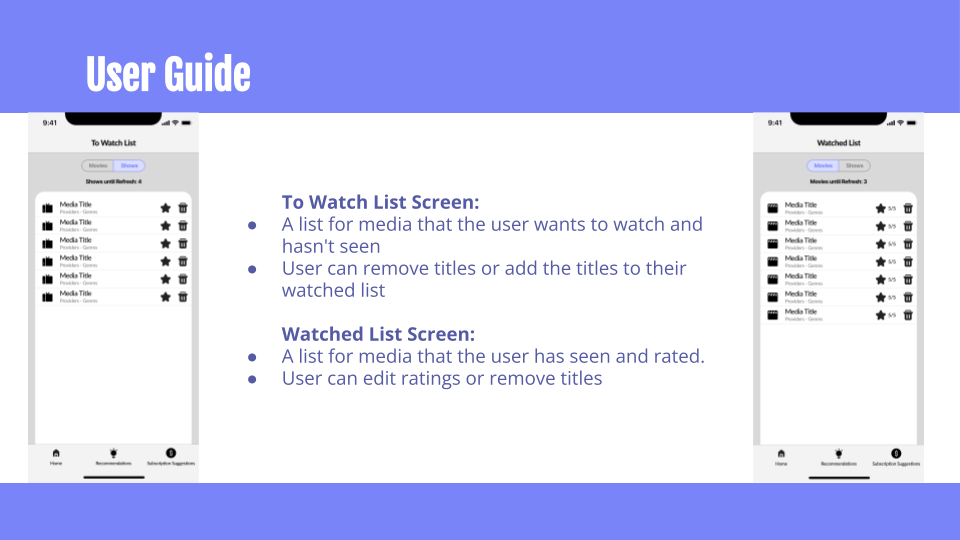 User Guide
9:41
To Watch List
Movies Shows
Shows until Refresh: 4
Media Title
Providers - Genres
Media Title
Providers - Genres
Media Title
Providers - Genres
Media Title
Providers - Genres
Media Title
Providers - Genres
Media Title
Providers - Genres
Home Recommendations Subscription Suggestions
To Watch List Screen:
● A list for media that the user wants to watch and
hasn't seen
● User can remove titles or add the titles to their
watched list
Watched List Screen:
● A list for media that the user has seen and rated.
● User can edit ratings or remove titles
9:41
Watched List
Movies Shows
Movies until Refresh: 3
Media Title 5/5
Providers - Genres
Media Title 5/5
Providers - Genres
Media Title 5/5
Providers - Genres
Media Title 5/5
Providers - Genres
Media Title 5/5
Providers - Genres
Media Title 5/5
Providers - Genres
Media Title 5/5
Providers - Genres
Home Recommendations Subscription Suggestions